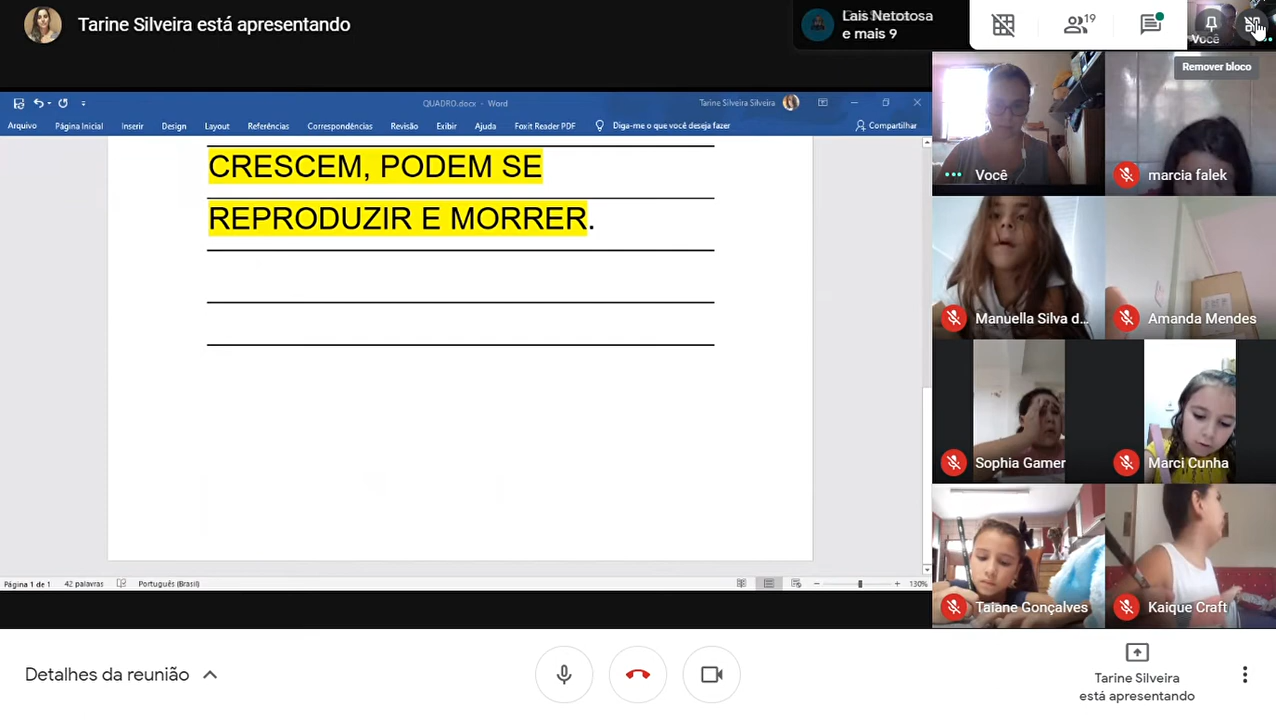 Tarine Silveira está apresentando
Lais Netotosa
e mais 9
19
Você
Remover bloco
QUADRO.docx - Word
Tarine Silveira Silveira
Arquivo Página Inicial Inserir Design Layout Referências Correspondências Revisão Exibir Ajuda Foxit Reader PDF Diga-me o que você deseja fazer Compartilhar
CRESCEM, PODEM SE
REPRODUZIR E MORRER.
Página 1 de 1 42 palavras Português (Brasil) 130%
Você
marcia falek
Manuella Silva d...
Amanda Mendes
Sophia Gamer
Marci Cunha
Taiane Gonçalves
Kaique Craft
Detalhes da reunião
Tarine Silveira
está apresentando